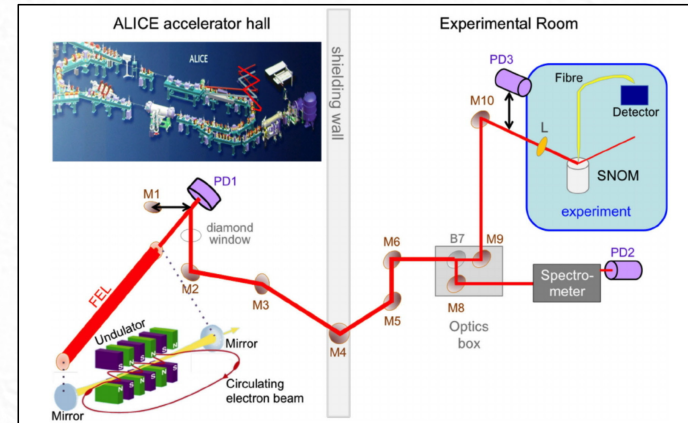 ALICE accelerator hall
Experimental Room
ALICE
shielding wall
PD3
Fibre
M10
Detector
L
SNOM
experiment
M1
PD1
diamond
window
M2
M3
M4
M5
M6
B7
M9
M8
Optics
box
Spectro-
meter
PD2
FEL
Undulator
N
S
Mirror
Circulating
electron beam
Mirror